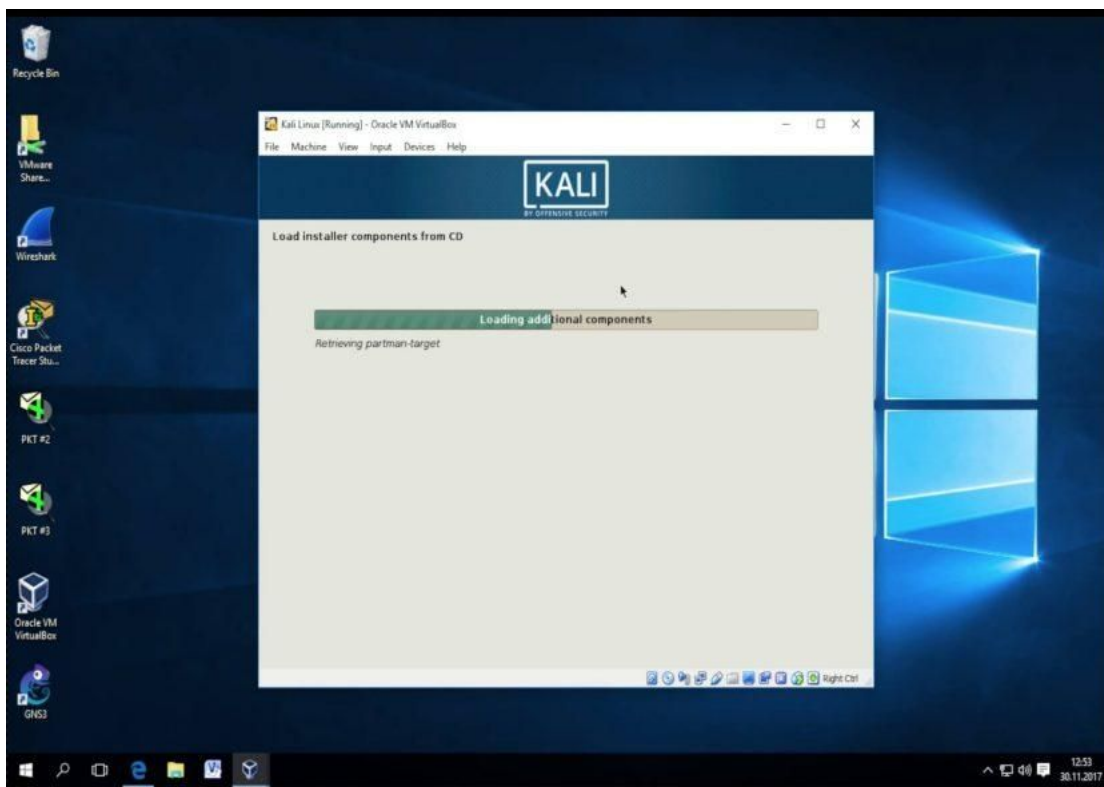 Recycle Bin
VMware
Share...
Wireshark
Cisco Packet
Tracer Stu...
PKT #2
PKT #3
Oracle VM
VirtualBox
GNS3
Kali Linux [Running] - Oracle VM VirtualBox
File Machine View Input Devices Help
KALI
BY OFFENSIVE SECURITY
Load installer components from CD
Loading additional components
Retrieving partman-target
Right Ctrl
12:53
30.11.2017